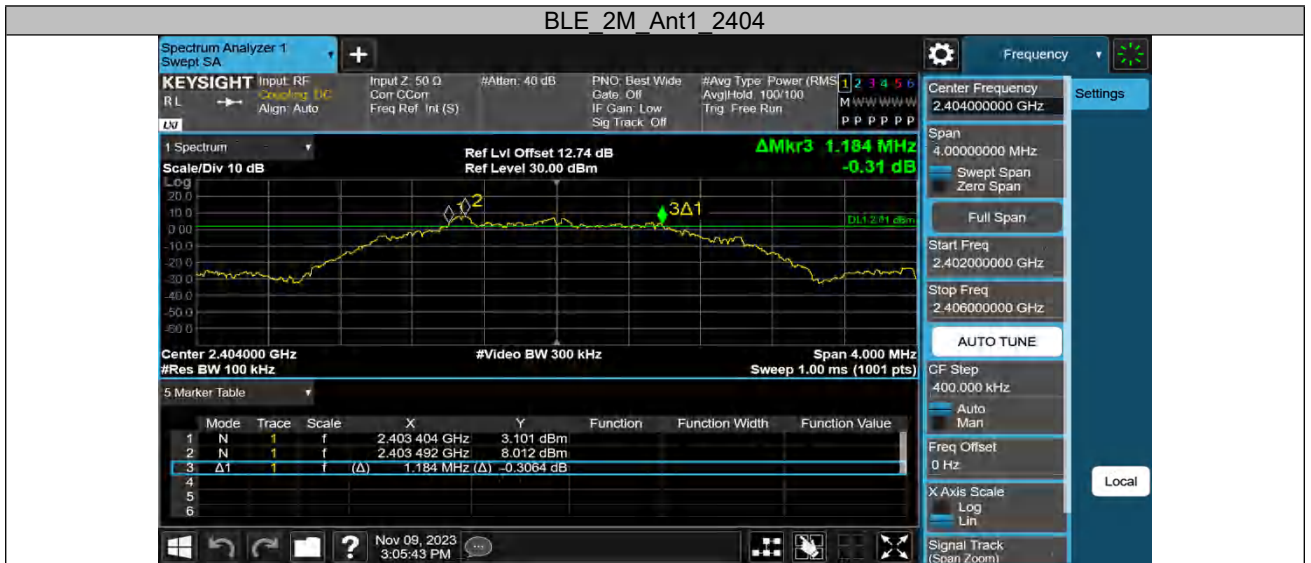 BLE_2M_Ant1_2404
Spectrum Analyzer 1
Swept SA
+
Frequency
KEYSIGHT
R L
LXI
Input: RF
Coupling: DC
Align: Auto
Input Z: 50 Ω
Corr CCorr
Freq Ref: Int (S)
#Atten: 40 dB
PNO: Best Wide
Gate: Off
IF Gain: Low
Sig Track: Off
#Avg Type: Power (RMS
Avg|Hold: 100/100
Trig: Free Run
1 2 3 4 5 6
M W W W W W
P P P P P P
1 Spectrum
Scale/Div 10 dB
Ref Lvl Offset 12.74 dB
Ref Level 30.00 dBm
ΔMkr3 1.184 MHz
-0.31 dB
Log
20.0
10.0
0.00
-10.0
-20.0
-30.0
-40.0
-50.0
-60.0
1
2
3Δ1
Center 2.404000 GHz
#Res BW 100 kHz
#Video BW 300 kHz
Span 4.000 MHz
Sweep 1.00 ms (1001 pts)
5 Marker Table
Mode Trace Scale X Y Function Function Width Function Value
1 N 1 f 2.403 404 GHz 3.101 dBm
2 N 1 f 2.403 492 GHz 8.012 dBm
3 Δ1 1 f (Δ) 1.184 MHz (Δ) -0.3064 dB
4
5
6
?
Nov 09, 2023
3:05:43 PM
Center Frequency
2.404000000 GHz
Span
4.00000000 MHz
Swept Span
Zero Span
Full Span
Start Freq
2.402000000 GHz
Stop Freq
2.406000000 GHz
AUTO TUNE
CF Step
400.000 kHz
Auto
Man
Freq Offset
0 Hz
X Axis Scale
Log
Lin
Signal Track
(Span Zoom)
Settings
Local